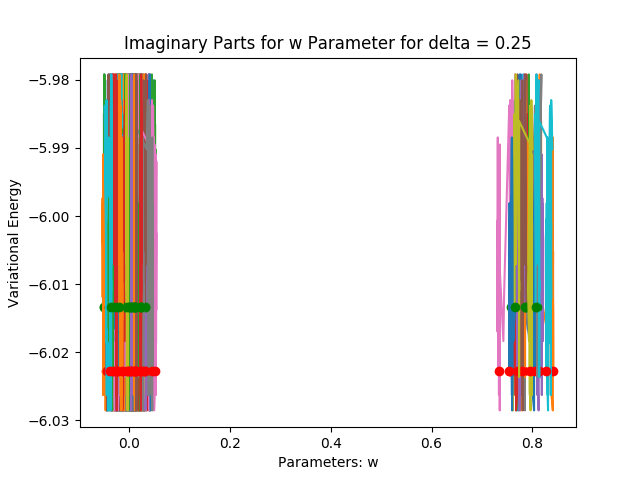 Imaginary Parts for w Parameter for delta = 0.25
−5.98
−5.99
−6.00
−6.01
−6.02
−6.03
Variational Energy
0.0 0.2 0.4 0.6 0.8
Parameters: w